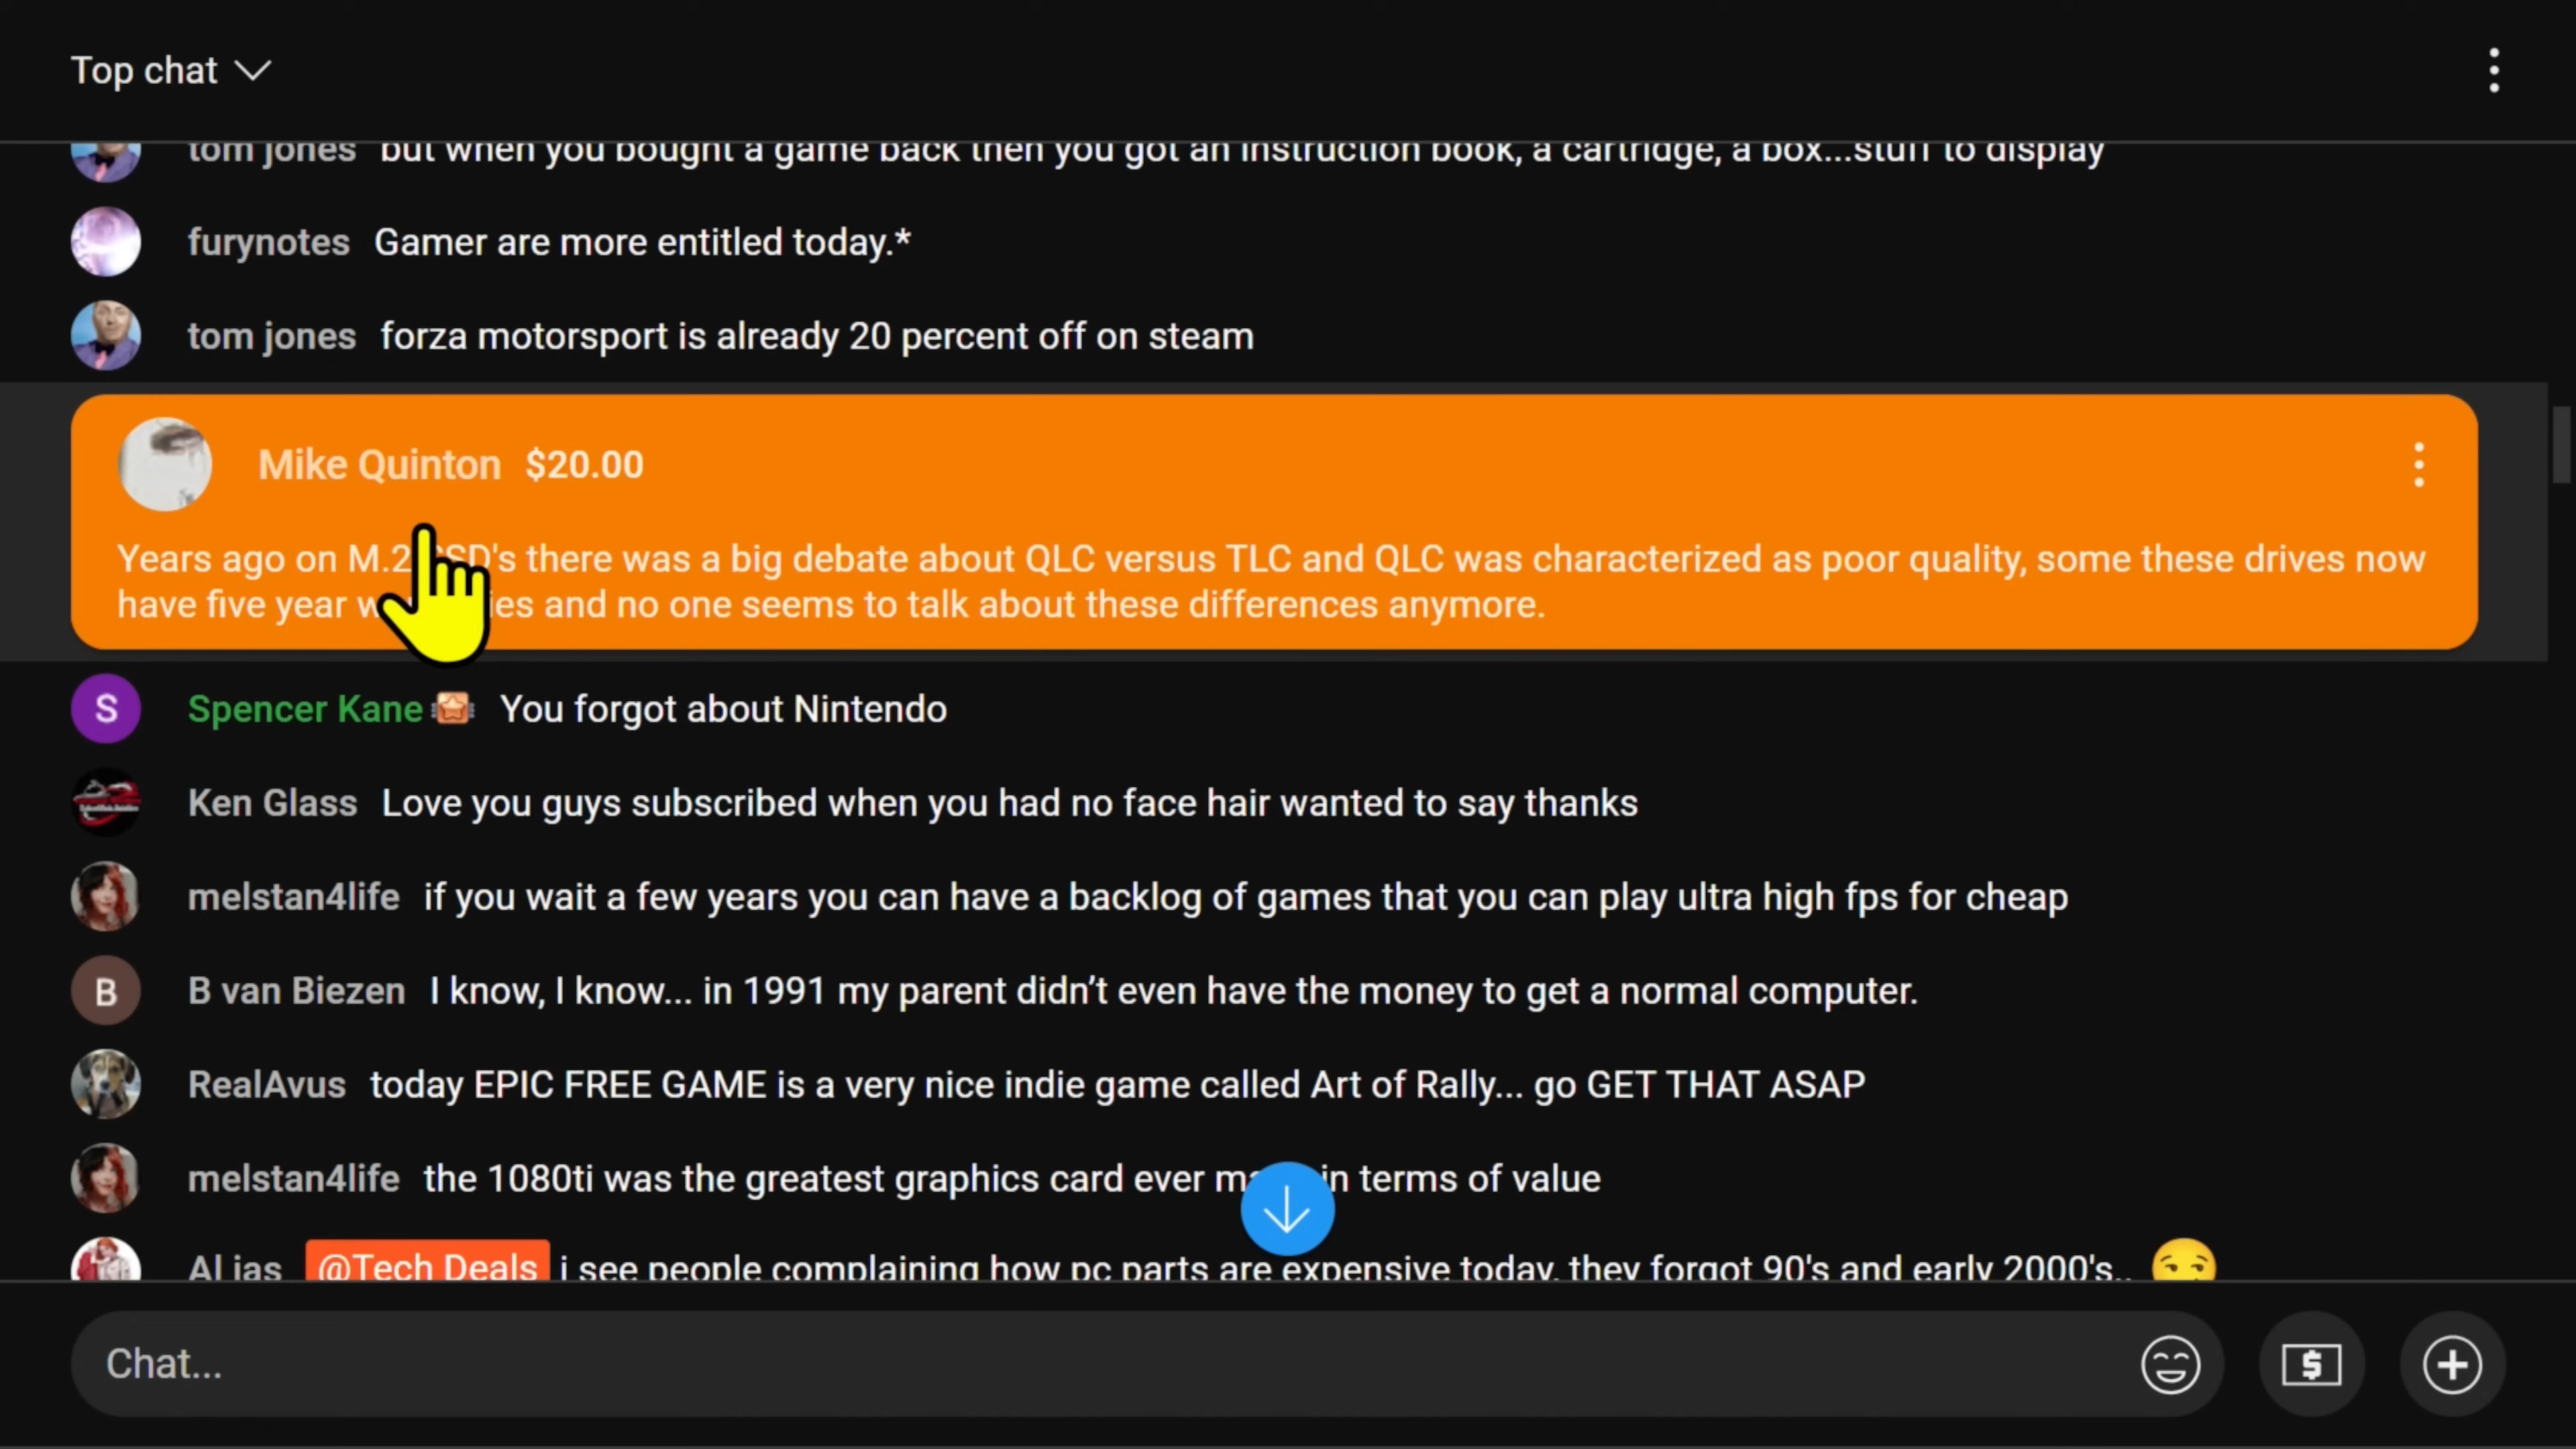 Top chat
tom jones but when you bought a game back then you got an instruction book, a cartridge, a box...stuff to display
furynotes Gamer are more entitled today.*
tom jones forza motorsport is already 20 percent off on steam
Mike Quinton $20.00
Years ago on M.2 SSD's there was a big debate about QLC versus TLC and QLC was characterized as poor quality, some these drives now
have five year and no one seems to talk about these differences anymore.
S Spencer Kane You forgot about Nintendo
Ken Glass Love you guys subscribed when you had no face hair wanted to say thanks
melstan4life if you wait a few years you can have a backlog of games that you can play ultra high fps for cheap
B B van Biezen I know, I know... in 1991 my parent didn't even have the money to get a normal computer.
RealAvus today EPIC FREE GAME is a very nice indie game called Art of Rally... go GET THAT ASAP
melstan4life the 1080ti was the greatest graphics card ever in terms of value
Al ias @Tech Deals i see people complaining how pc parts are expensive today, they forgot 90's and early 2000's..
Chat...